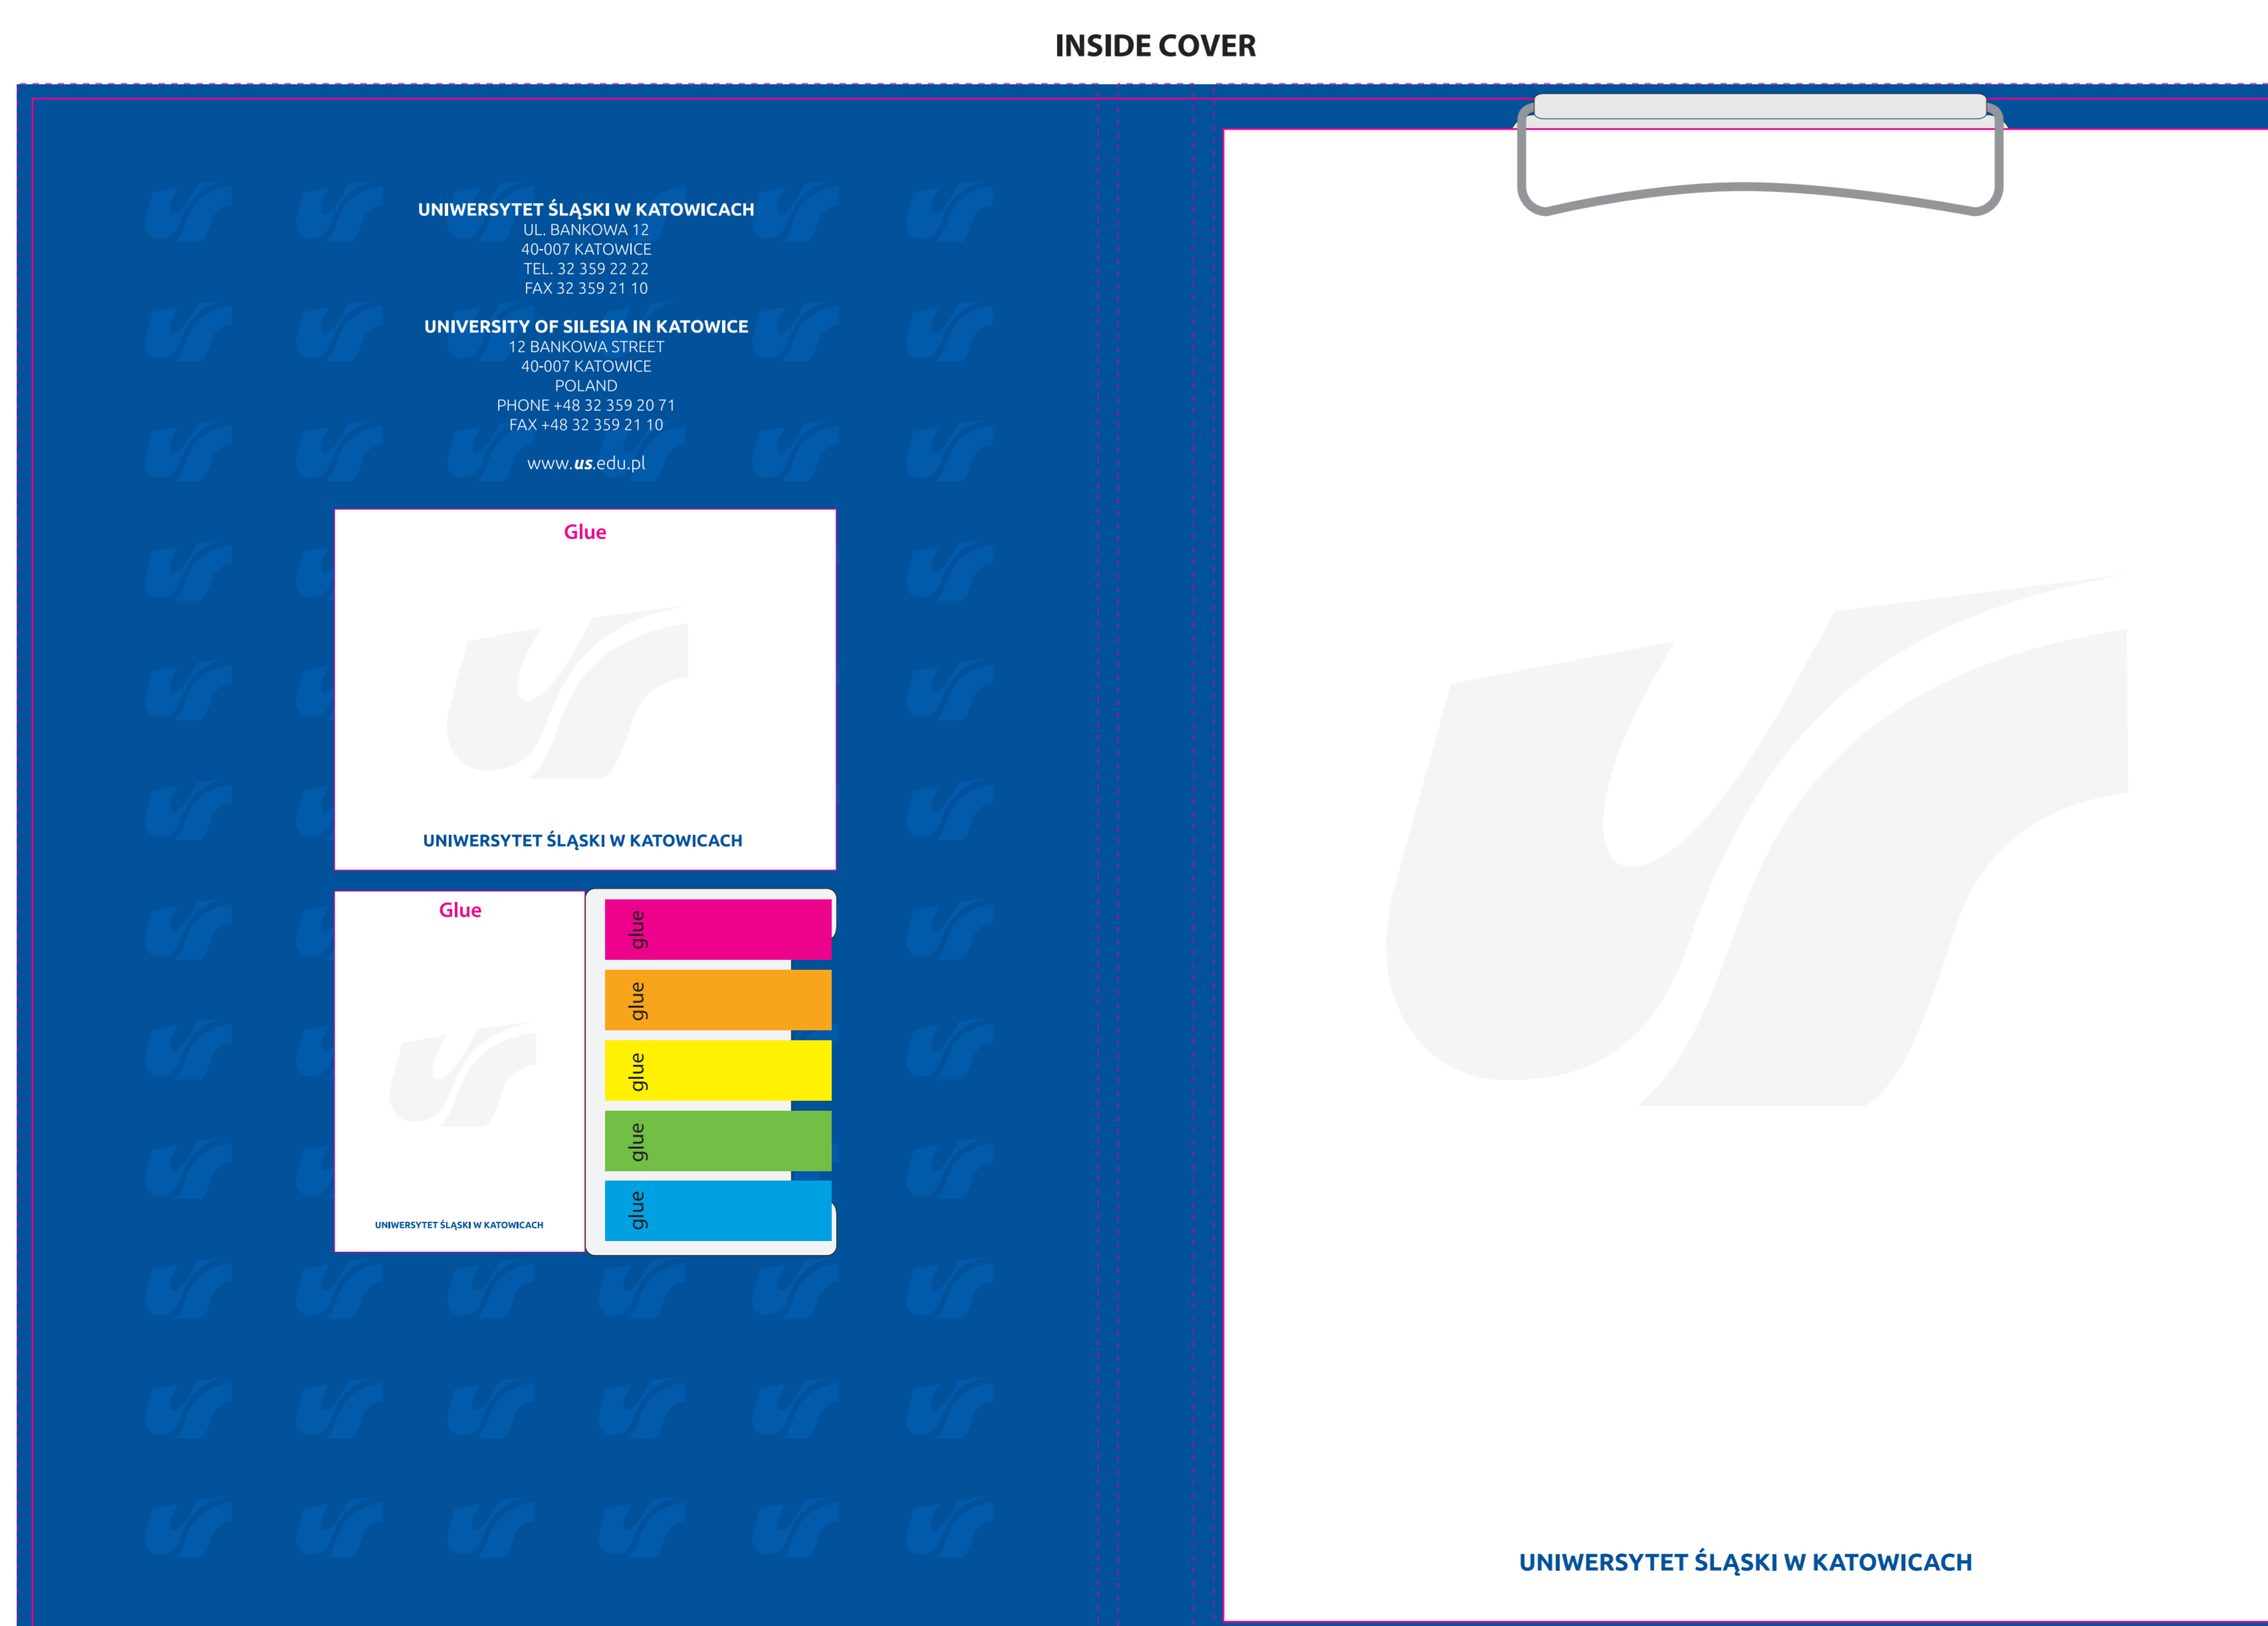 INSIDE COVER
UNIWERSYTET ŚLĄSKI W KATOWICACH
UL. BANKOWA 12
40-007 KATOWICE
TEL. 32 359 22 22
FAX 32 359 21 10
UNIVERSITY OF SILESIA IN KATOWICE
12 BANKOWA STREET
40-007 KATOWICE
POLAND
PHONE +48 32 359 20 71
FAX +48 32 359 21 10
www.us.edu.pl
Glue
UNIWERSYTET ŚLĄSKI W KATOWICACH
Glue
UNIWERSYTET ŚLĄSKI W KATOWICACH
glue
glue
glue
glue
glue
UNIWERSYTET ŚLĄSKI W KATOWICACH